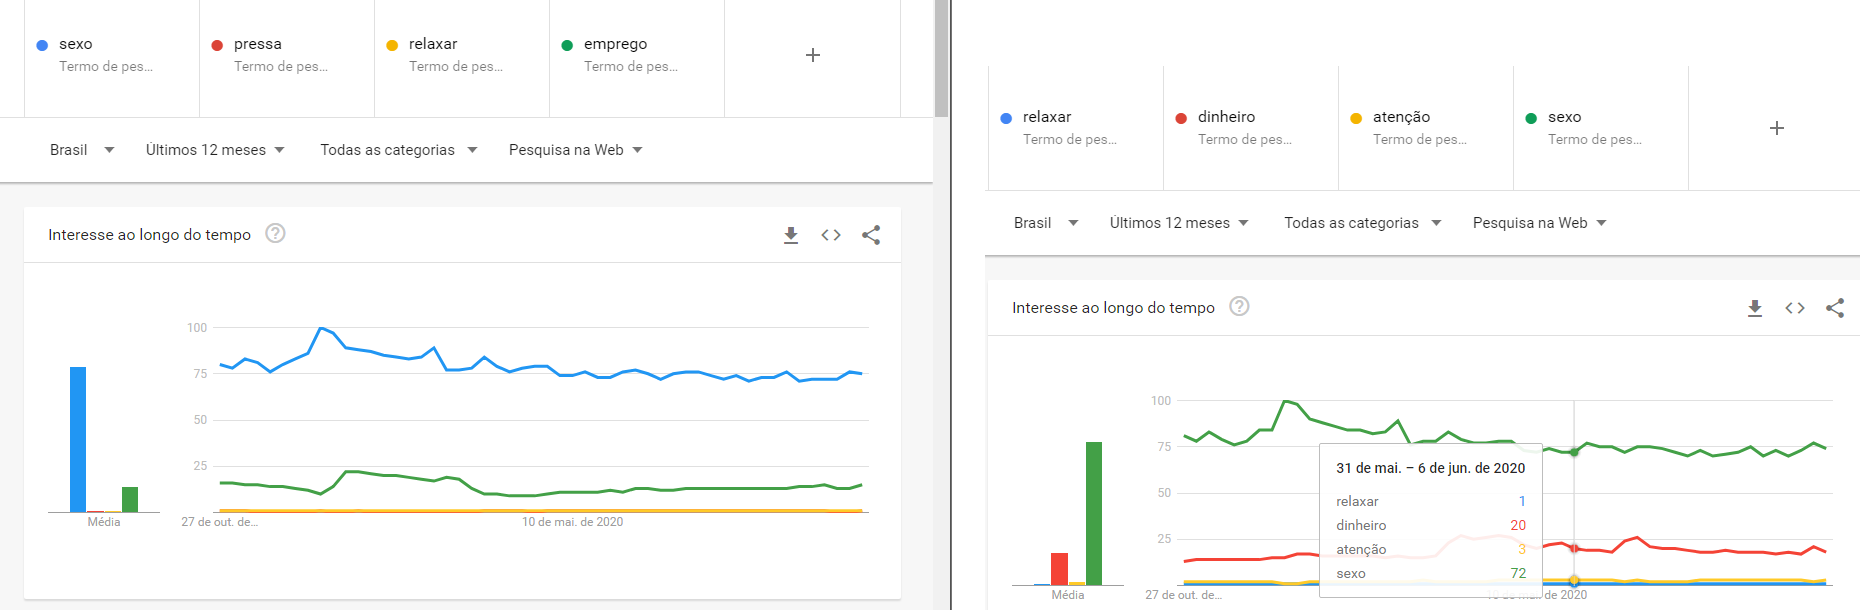 sexo
Termo de pes...
pressa
Termo de pes...
relaxar
Termo de pes...
emprego
Termo de pes...
+
Brasil
Últimos 12 meses
Todas as categorias
Pesquisa na Web
Interesse ao longo do tempo
100
75
50
25
Média
27 de out. de...
10 de mai. de 2020
relaxar
Termo de pes...
dinheiro
Termo de pes...
atenção
Termo de pes...
sexo
Termo de pes...
+
Brasil
Últimos 12 meses
Todas as categorias
Pesquisa na Web
Interesse ao longo do tempo
100
75
50
25
31 de mai. – 6 de jun. de 2020
relaxar 1
dinheiro 20
atenção 3
sexo 72
Média
27 de out. de...
de 2020